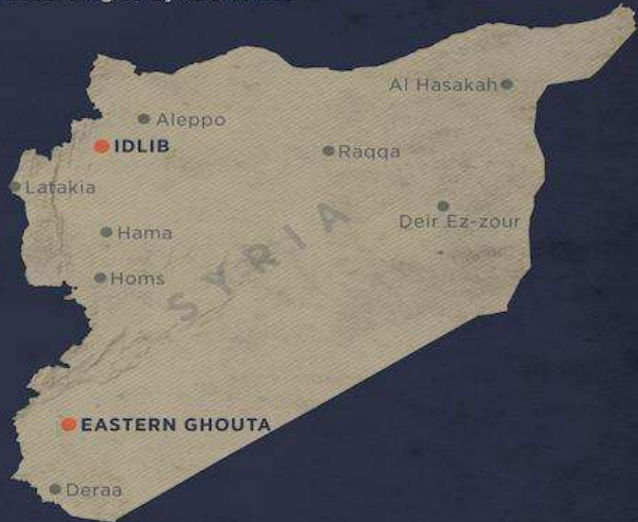 Al Hasakah
Aleppo
IDLIB
Raqqa
Latakia
Deir Ez-zour
SYRIA
Hama
Homs
EASTERN GHOUTA
Deraa